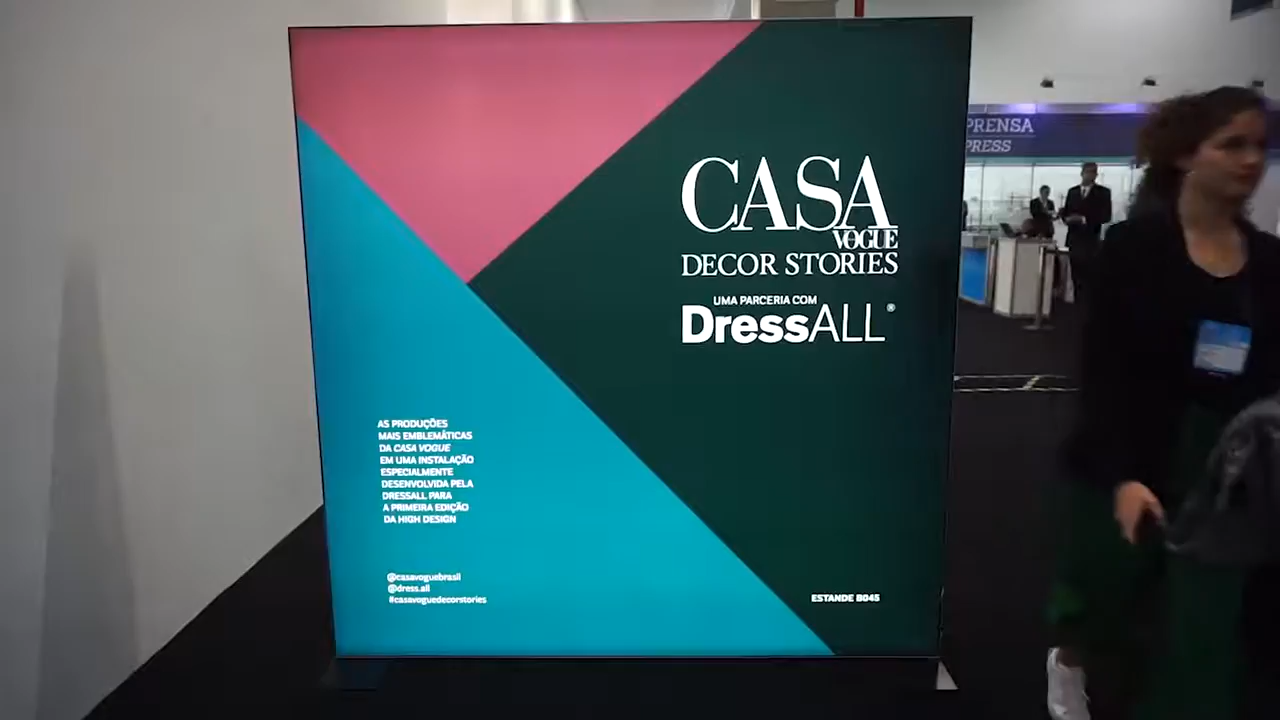 CASA
VOGUE
DECOR STORIES
UMA PARCERIA COM
DressALL®
AS PRODUÇÕES
MAIS EMBLEMÁTICAS
DA CASA VOGUE
EM UMA INSTALAÇÃO
ESPECIALMENTE
DESENVOLVIDA PELA
DRESSALL PARA
A PRIMEIRA EDIÇÃO
DA HIGH DESIGN
@casavoguebrasil
@dress.all
#casavoguedecorstories
ESTANDE B045
PRENSA
PRESS